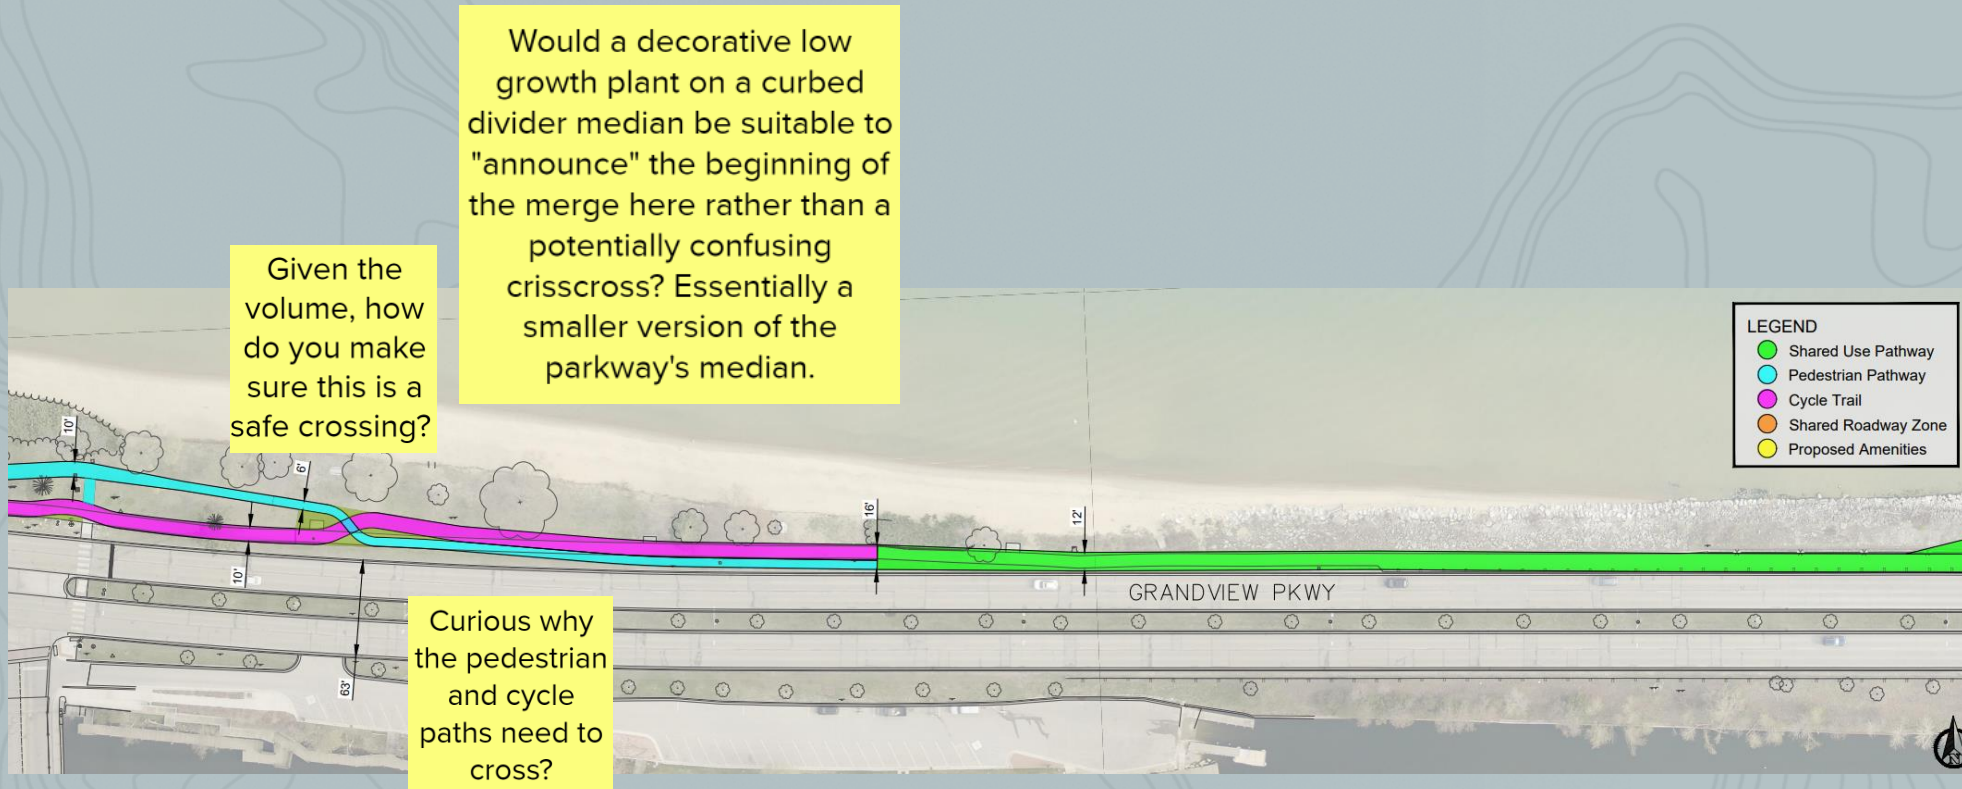 Would a decorative low
growth plant on a curbed
divider median be suitable to
"announce" the beginning of
the merge here rather than a
potentially confusing
crisscross? Essentially a
smaller version of the
parkway's median.
Given the
volume, how
do you make
sure this is a
safe crossing?
LEGEND
Shared Use Pathway
Pedestrian Pathway
Cycle Trail
Shared Roadway Zone
Proposed Amenities
10'
6'
16'
12'
10'
GRANDVIEW PKWY
63'
Curious why
the pedestrian
and cycle
paths need to
cross?
N